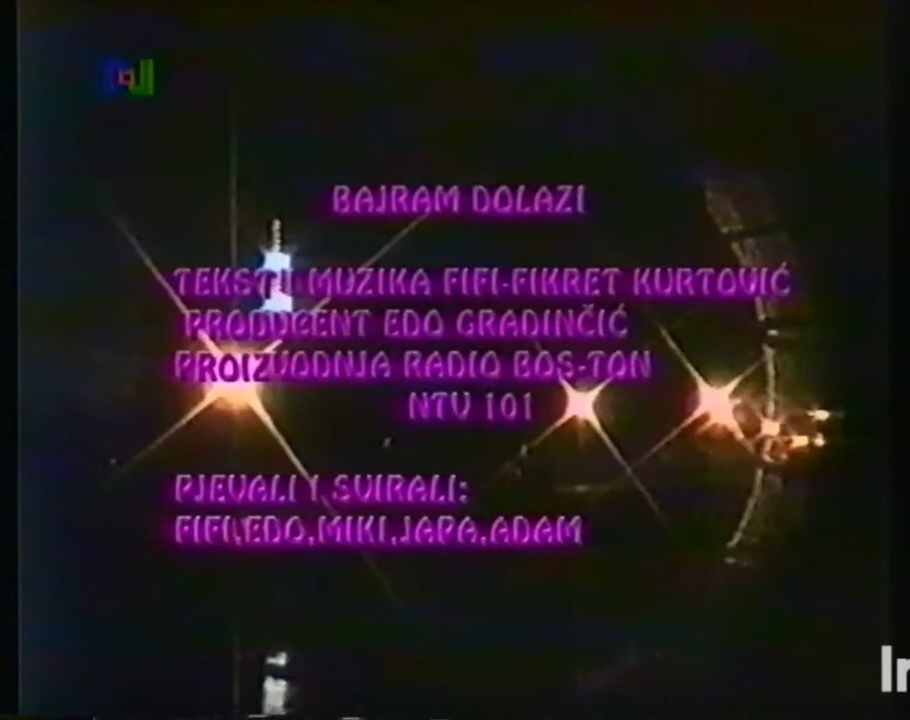 BAJRAM DOLAZI
TEKST I MUZIKA FIFI-FIKRET KURTOVIĆ
PRODUCENT EDO GRADINČIĆ
PROIZVODNJA RADIO BOS-TON
NTV 101
PJEVALI I SVIRALI:
FIFI,EDO,MIKI,JAPA,ADAM